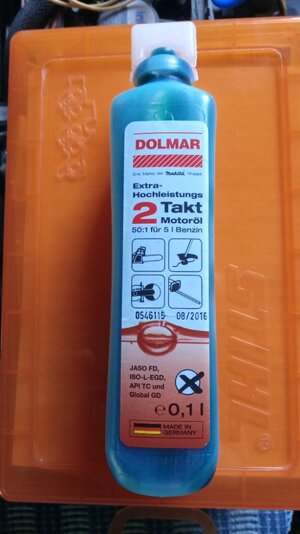 DOLMAR
Eine Marke der Makita Gruppe
Extra-
Hochleistungs
2 Takt
Motoröl
50:1 für 5 l Benzin
0546115 08/2016
JASO FD,
ISO-L-EGD,
API TC und
Global GD
e 0,1 l
MADE IN
GERMANY
STIHL